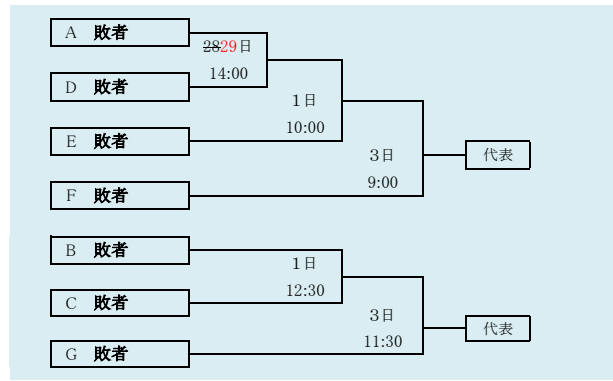 A 敗者
2829日
14:00
D 敗者
1日
10:00
E 敗者
3日
9:00
代表
F 敗者
B 敗者
1日
12:30
C 敗者
3日
11:30
代表
G 敗者